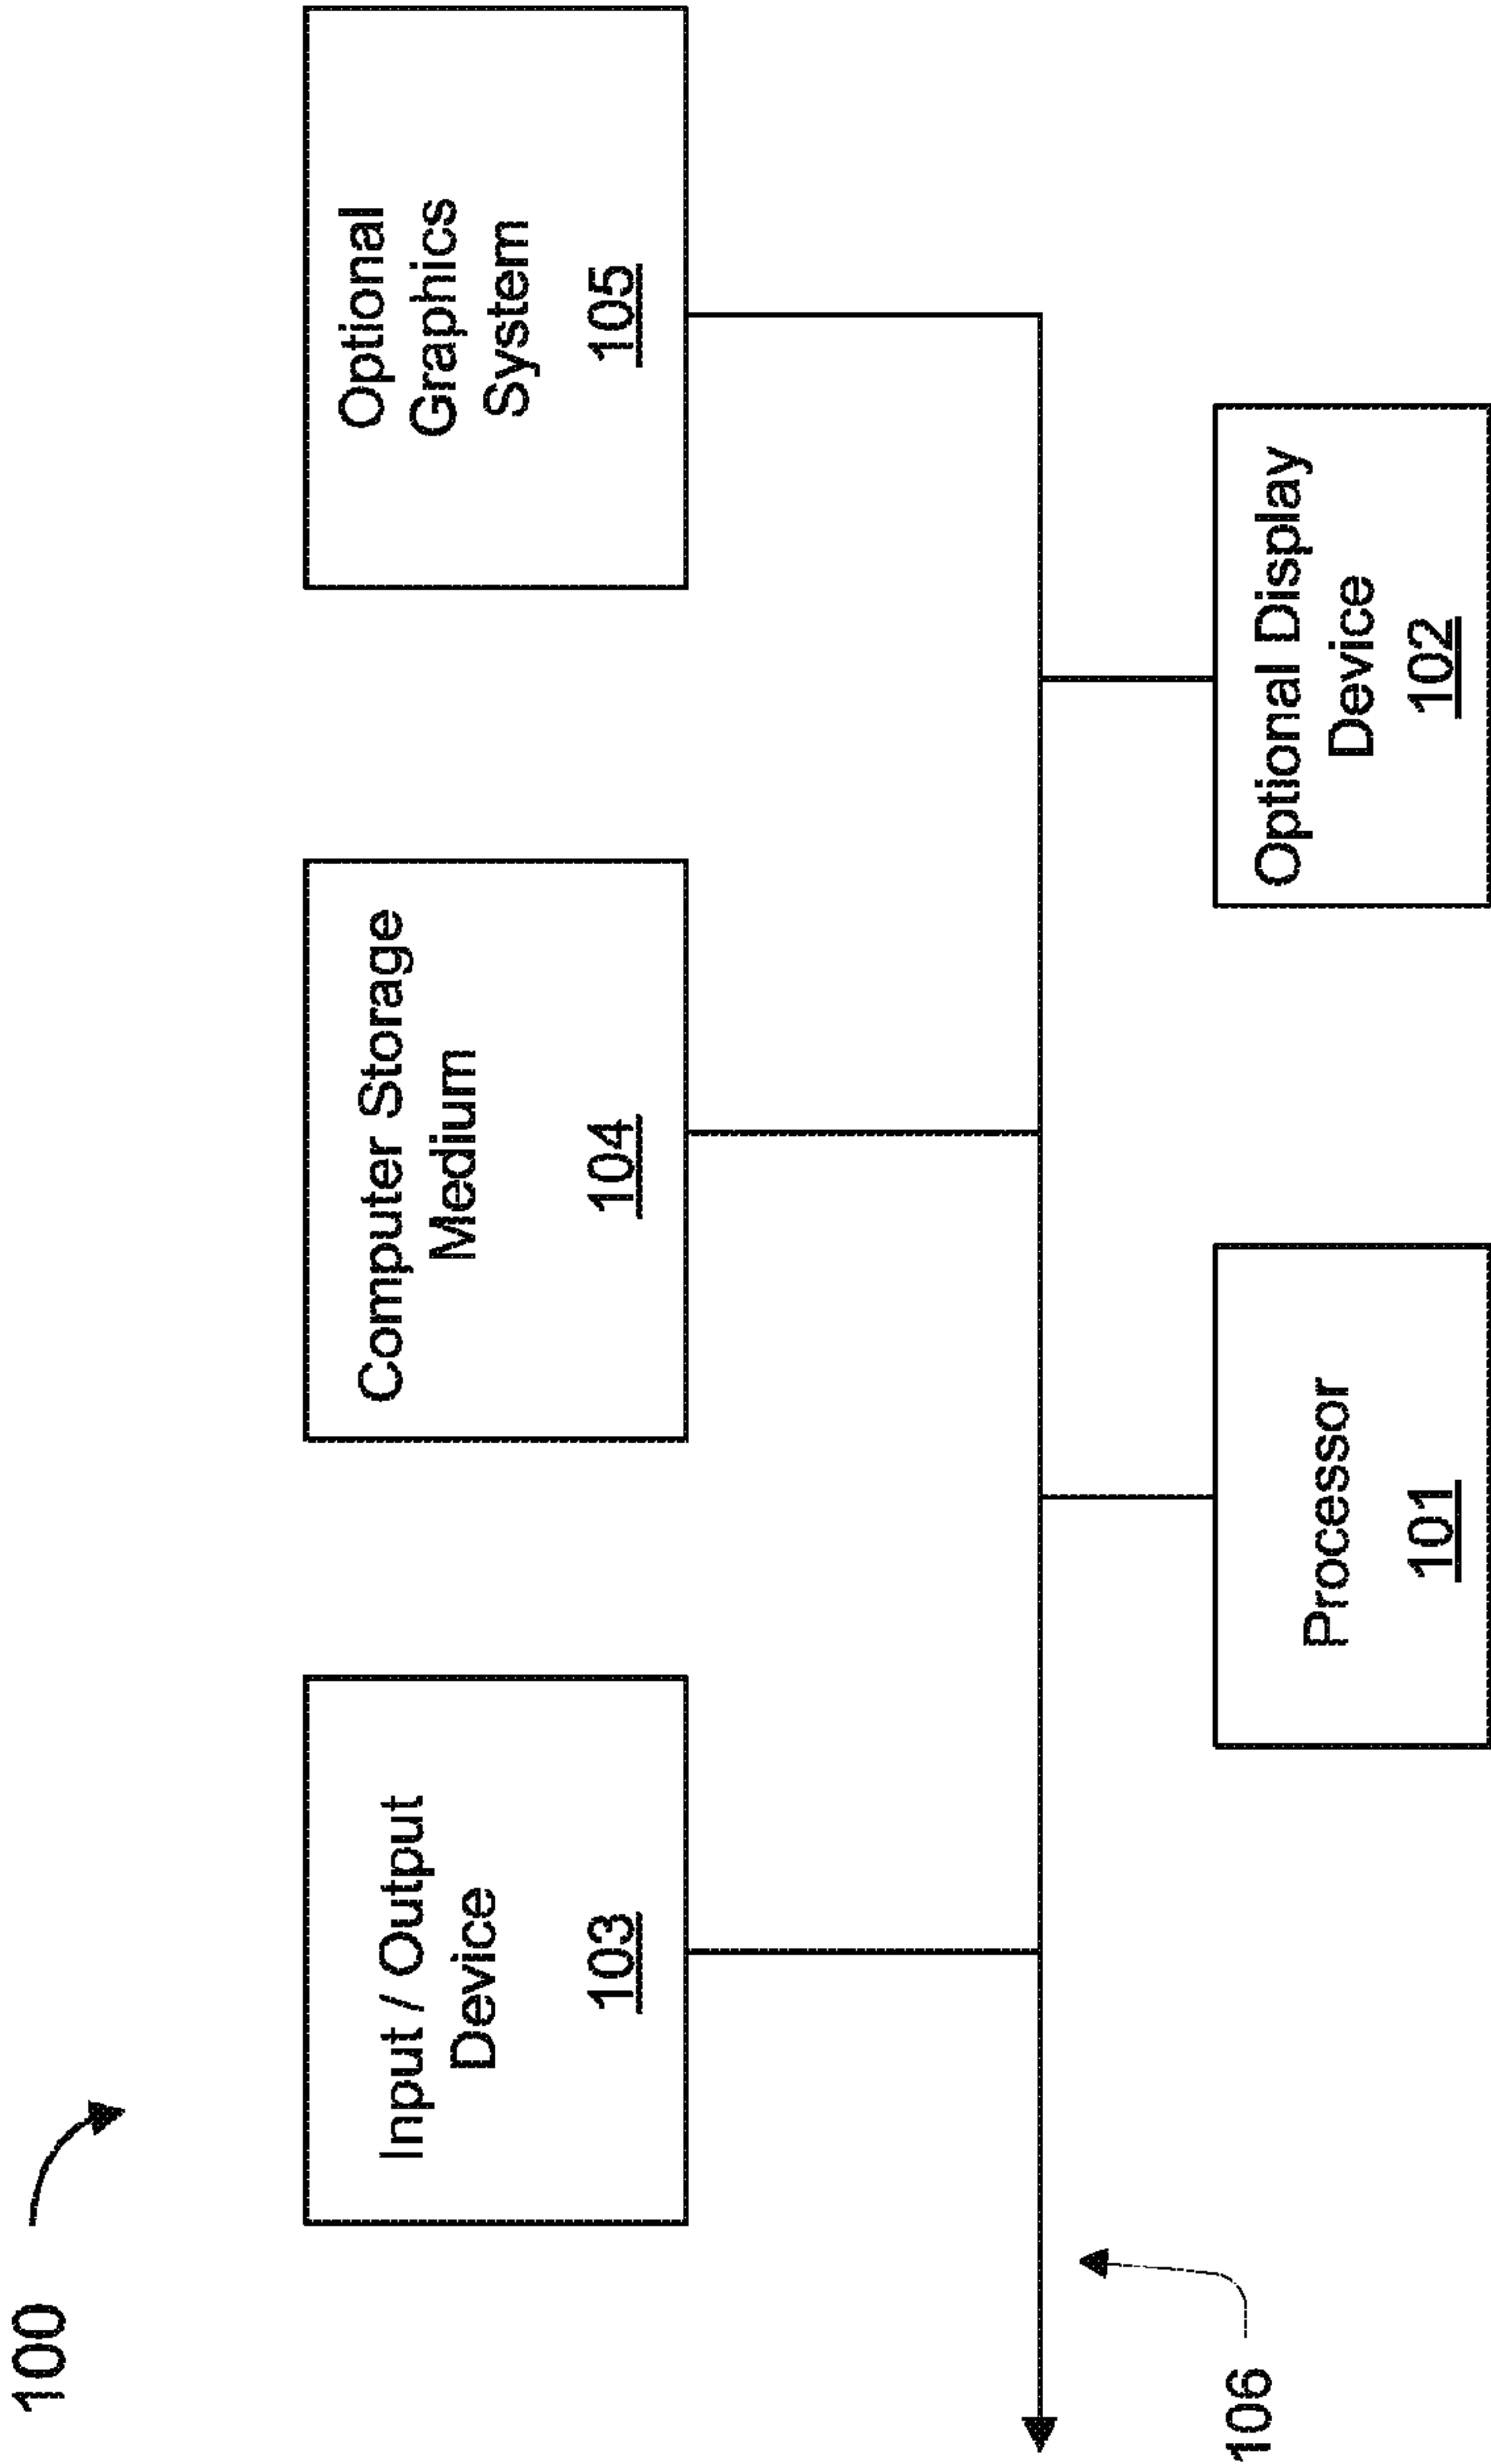 100
Input / Output
Device
103
Computer Storage
Medium
104
Optional
Graphics
System
105
106
Processor
101
Optional Display
Device
102